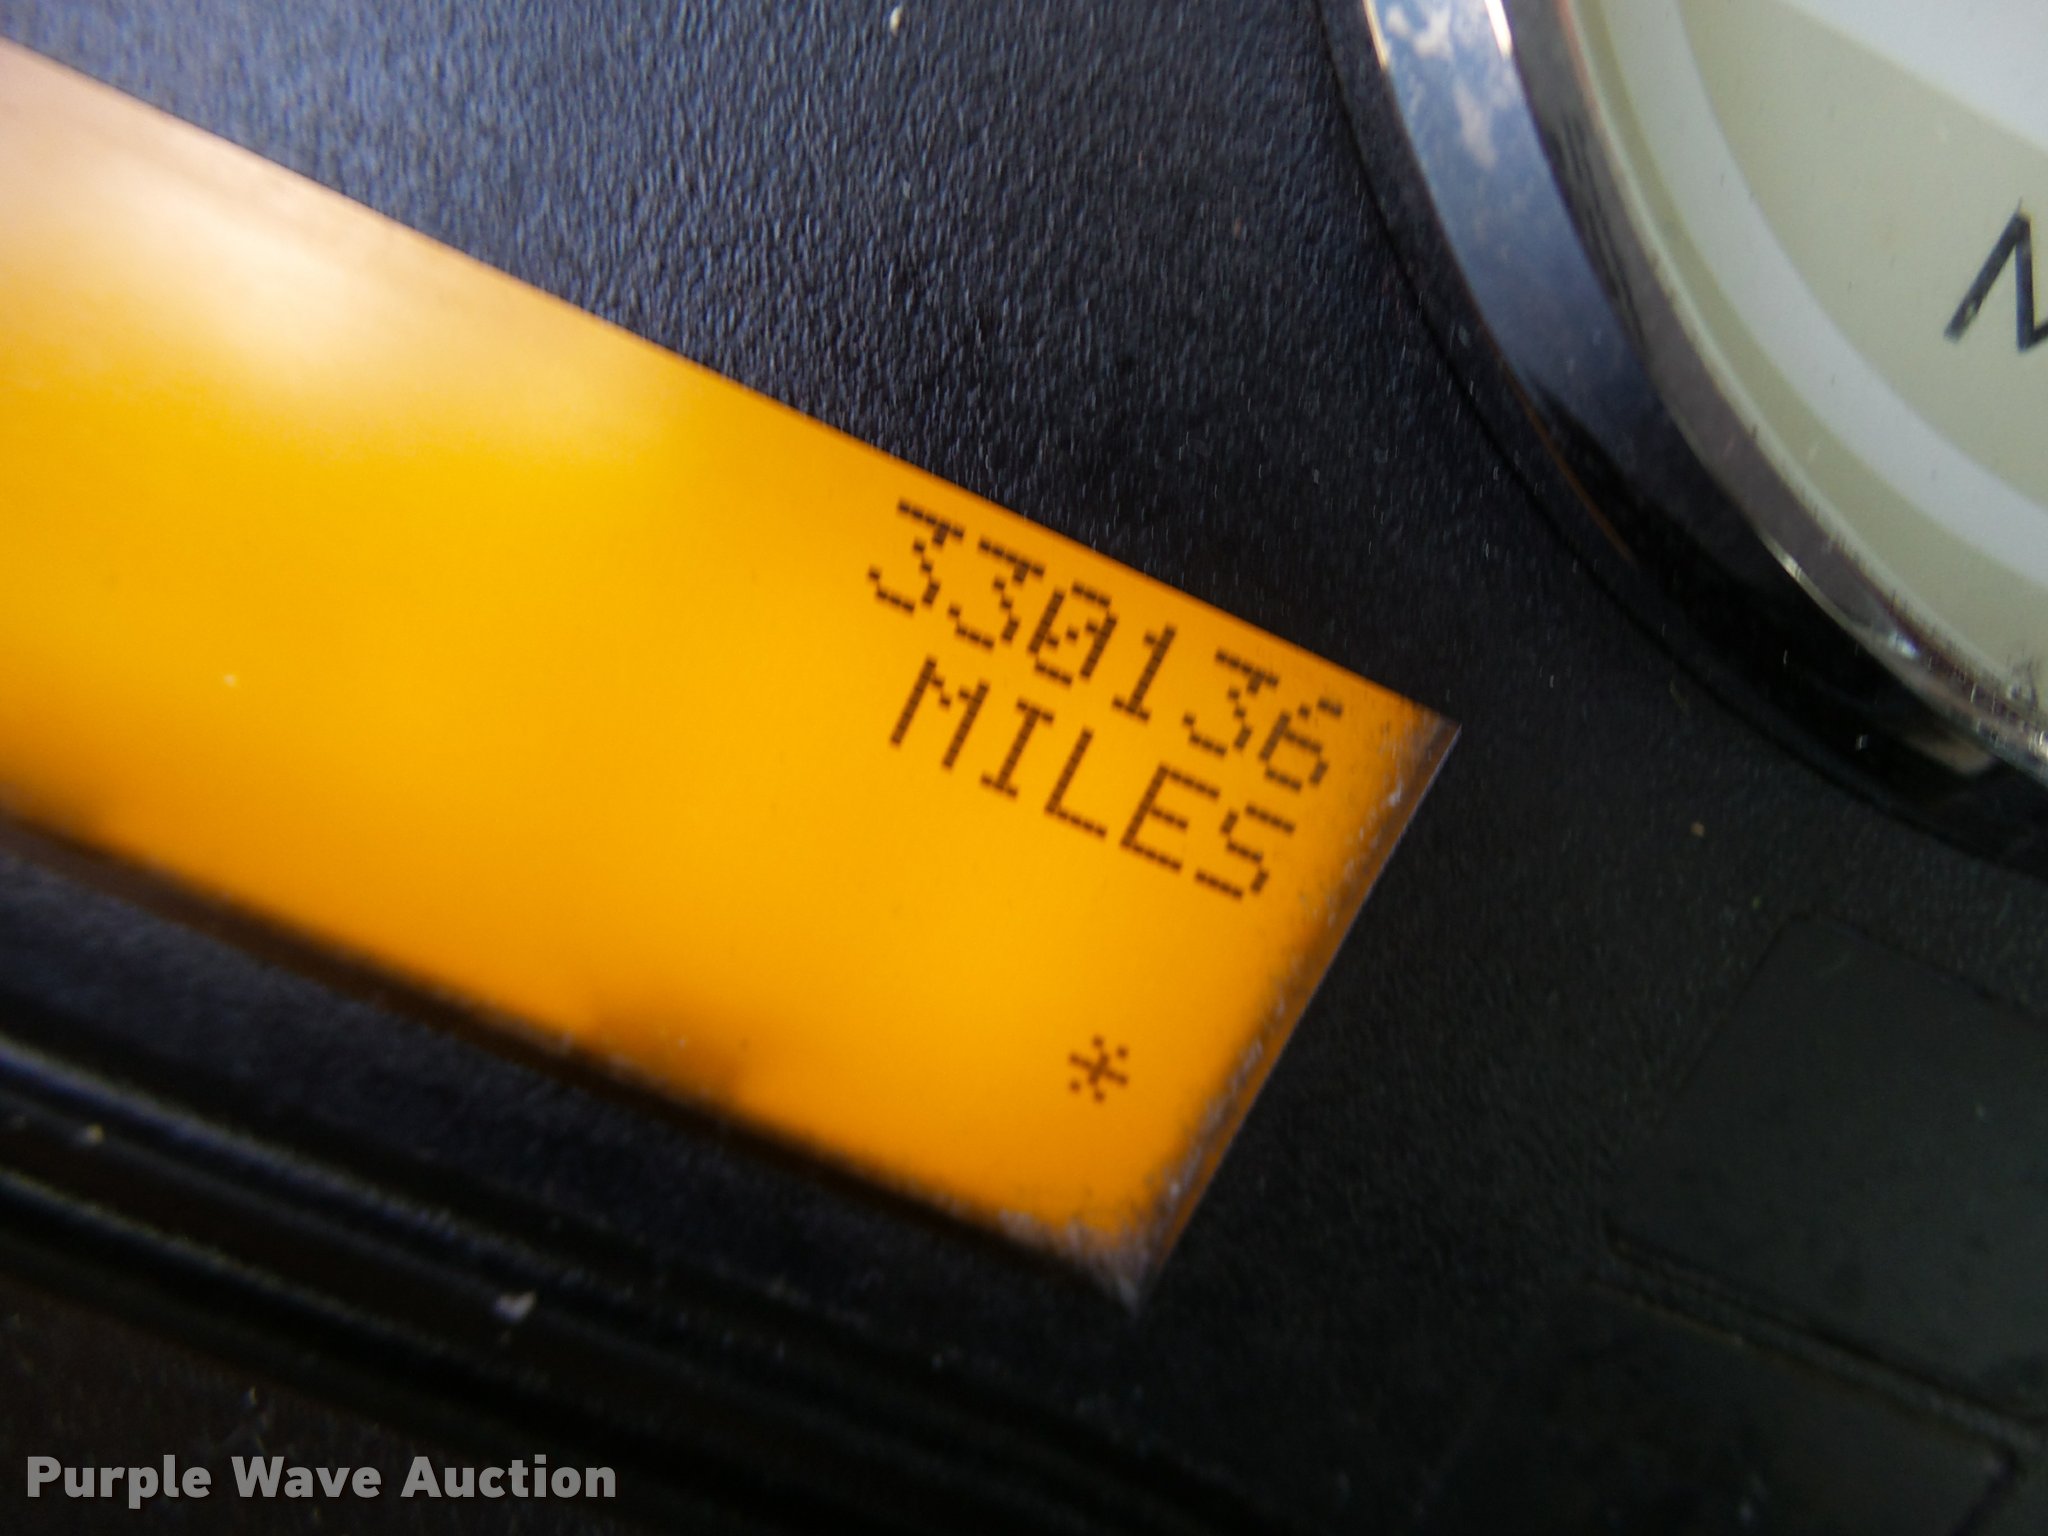 330136
MILES
*
Purple Wave Auction